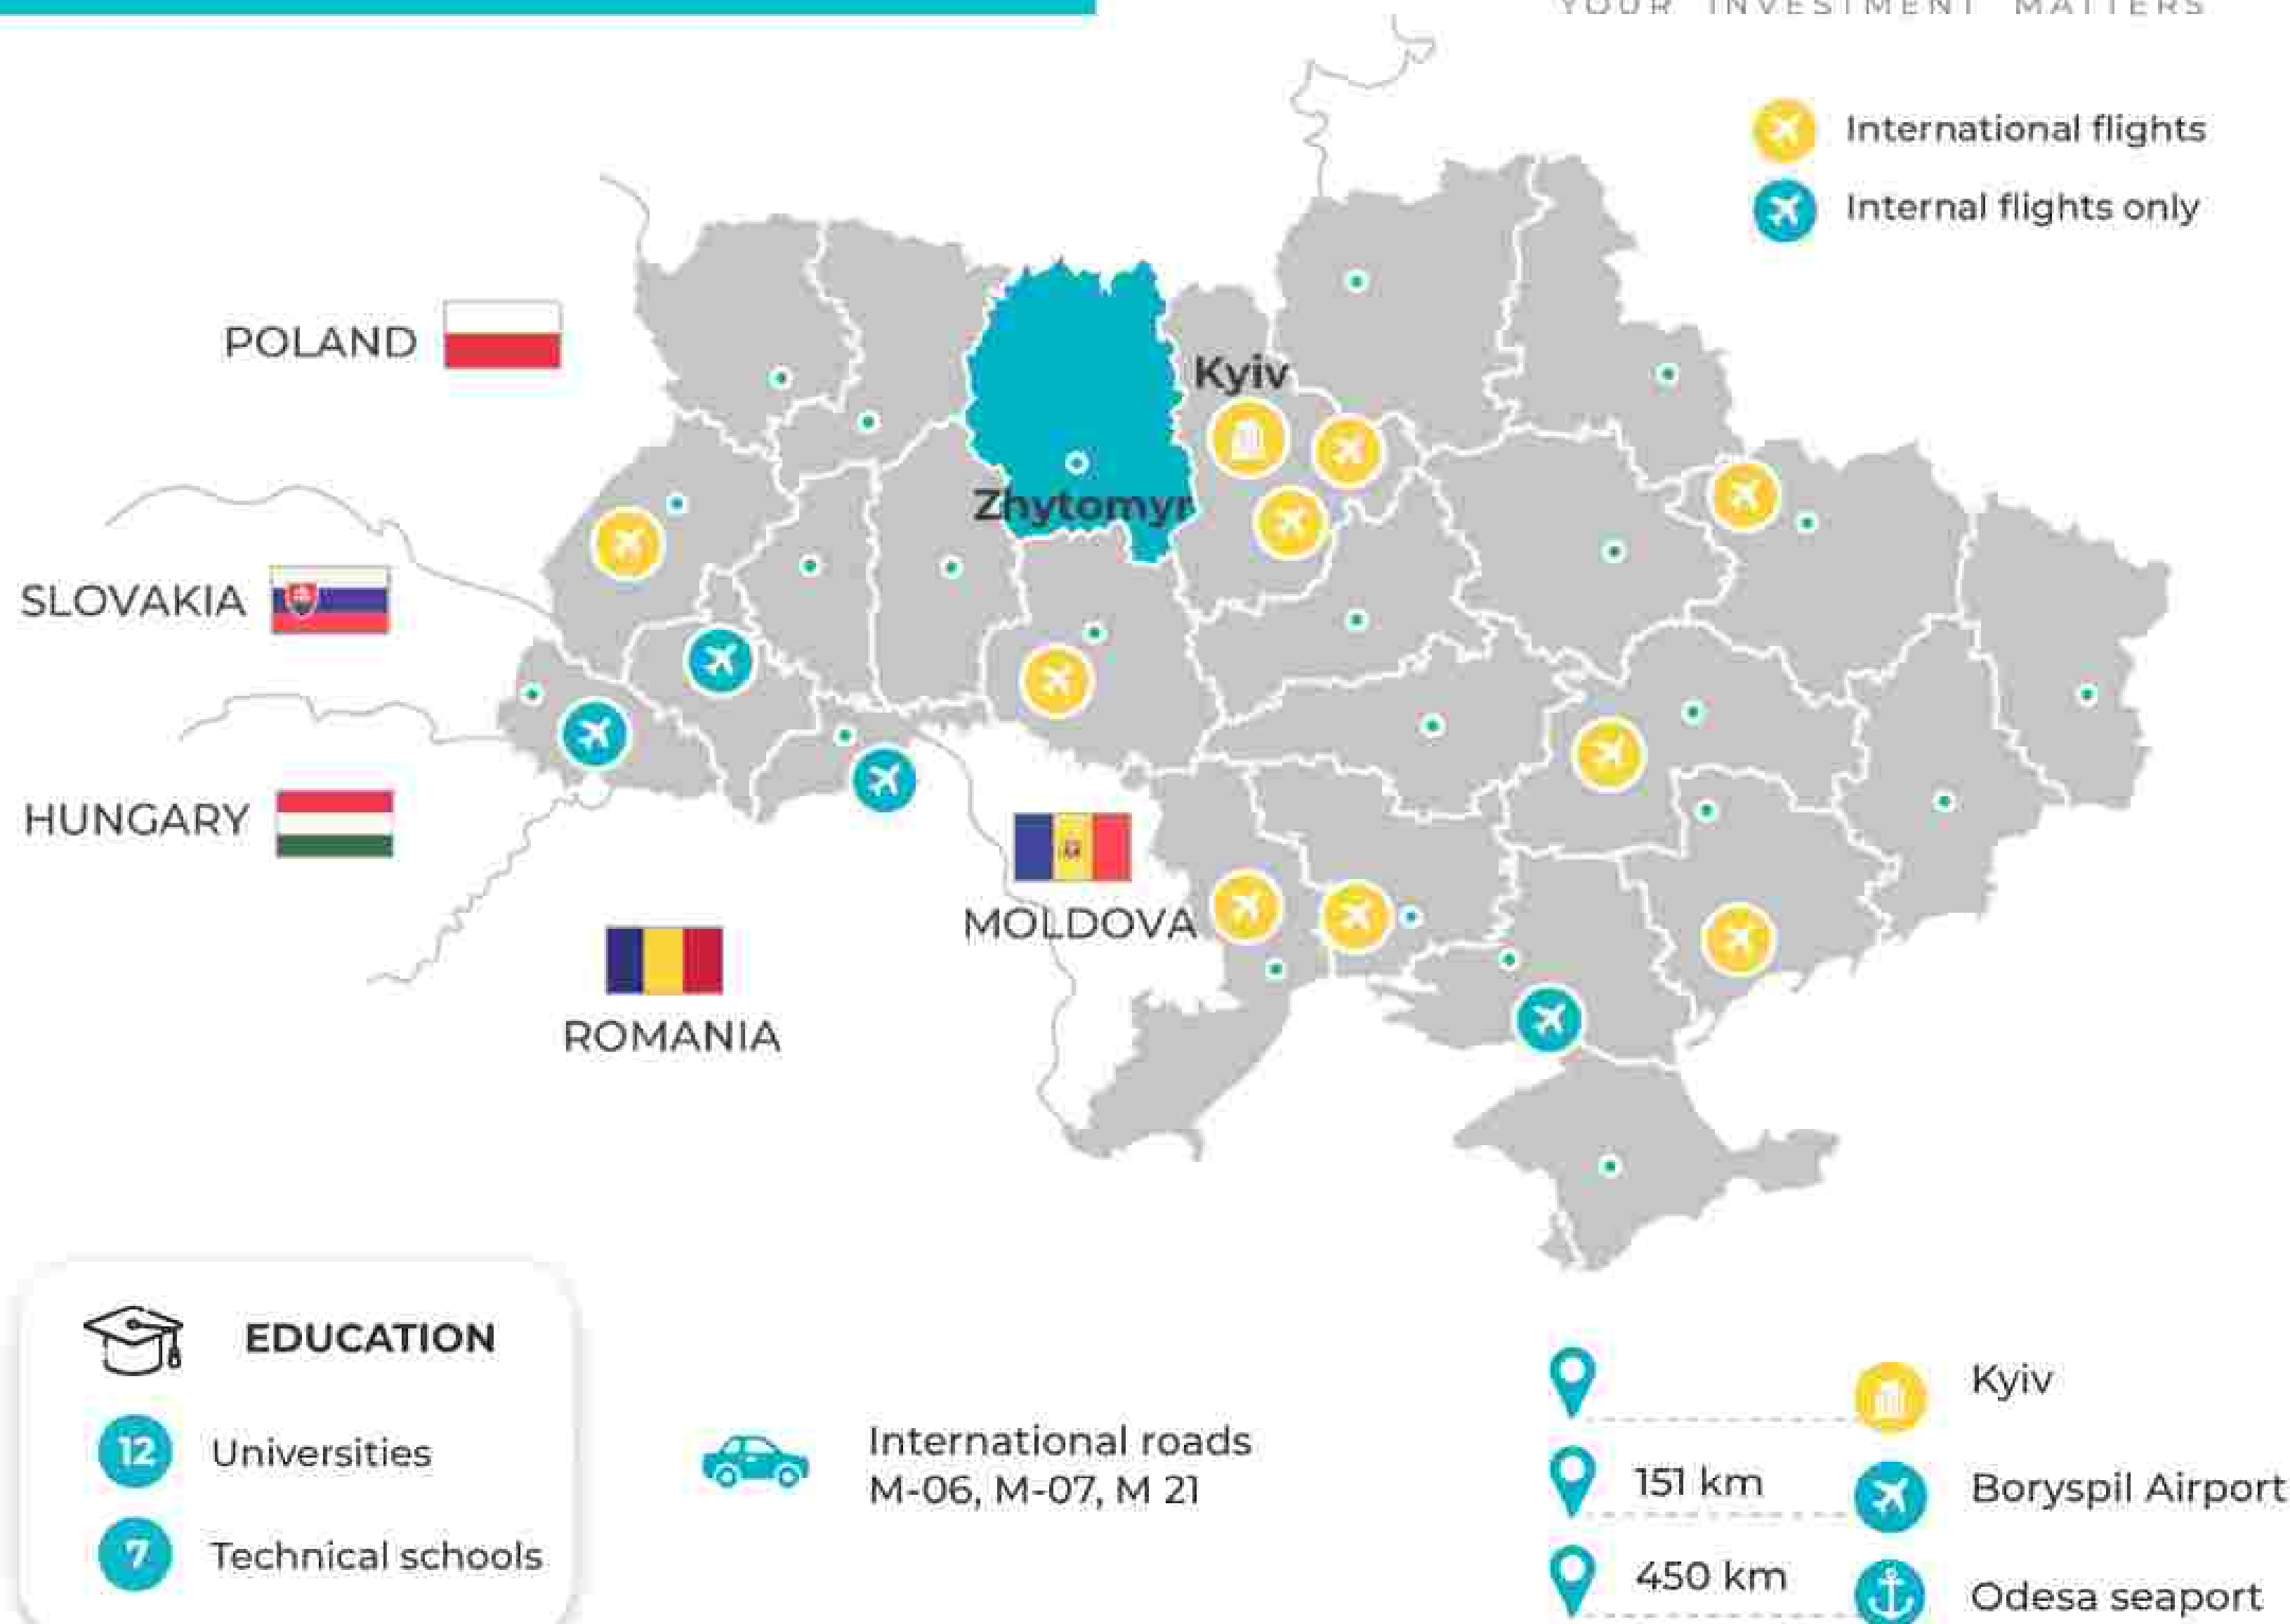 YOUR INVESTMENT MATTERS
International flights
Internal flights only
POLAND
Kyiv
Zhytomyr
SLOVAKIA
HUNGARY
MOLDOVA
ROMANIA
EDUCATION
12 Universities
7 Technical schools
International roads
M-06, M-07, M 21
Kyiv
151 km Boryspil Airport
450 km Odesa seaport